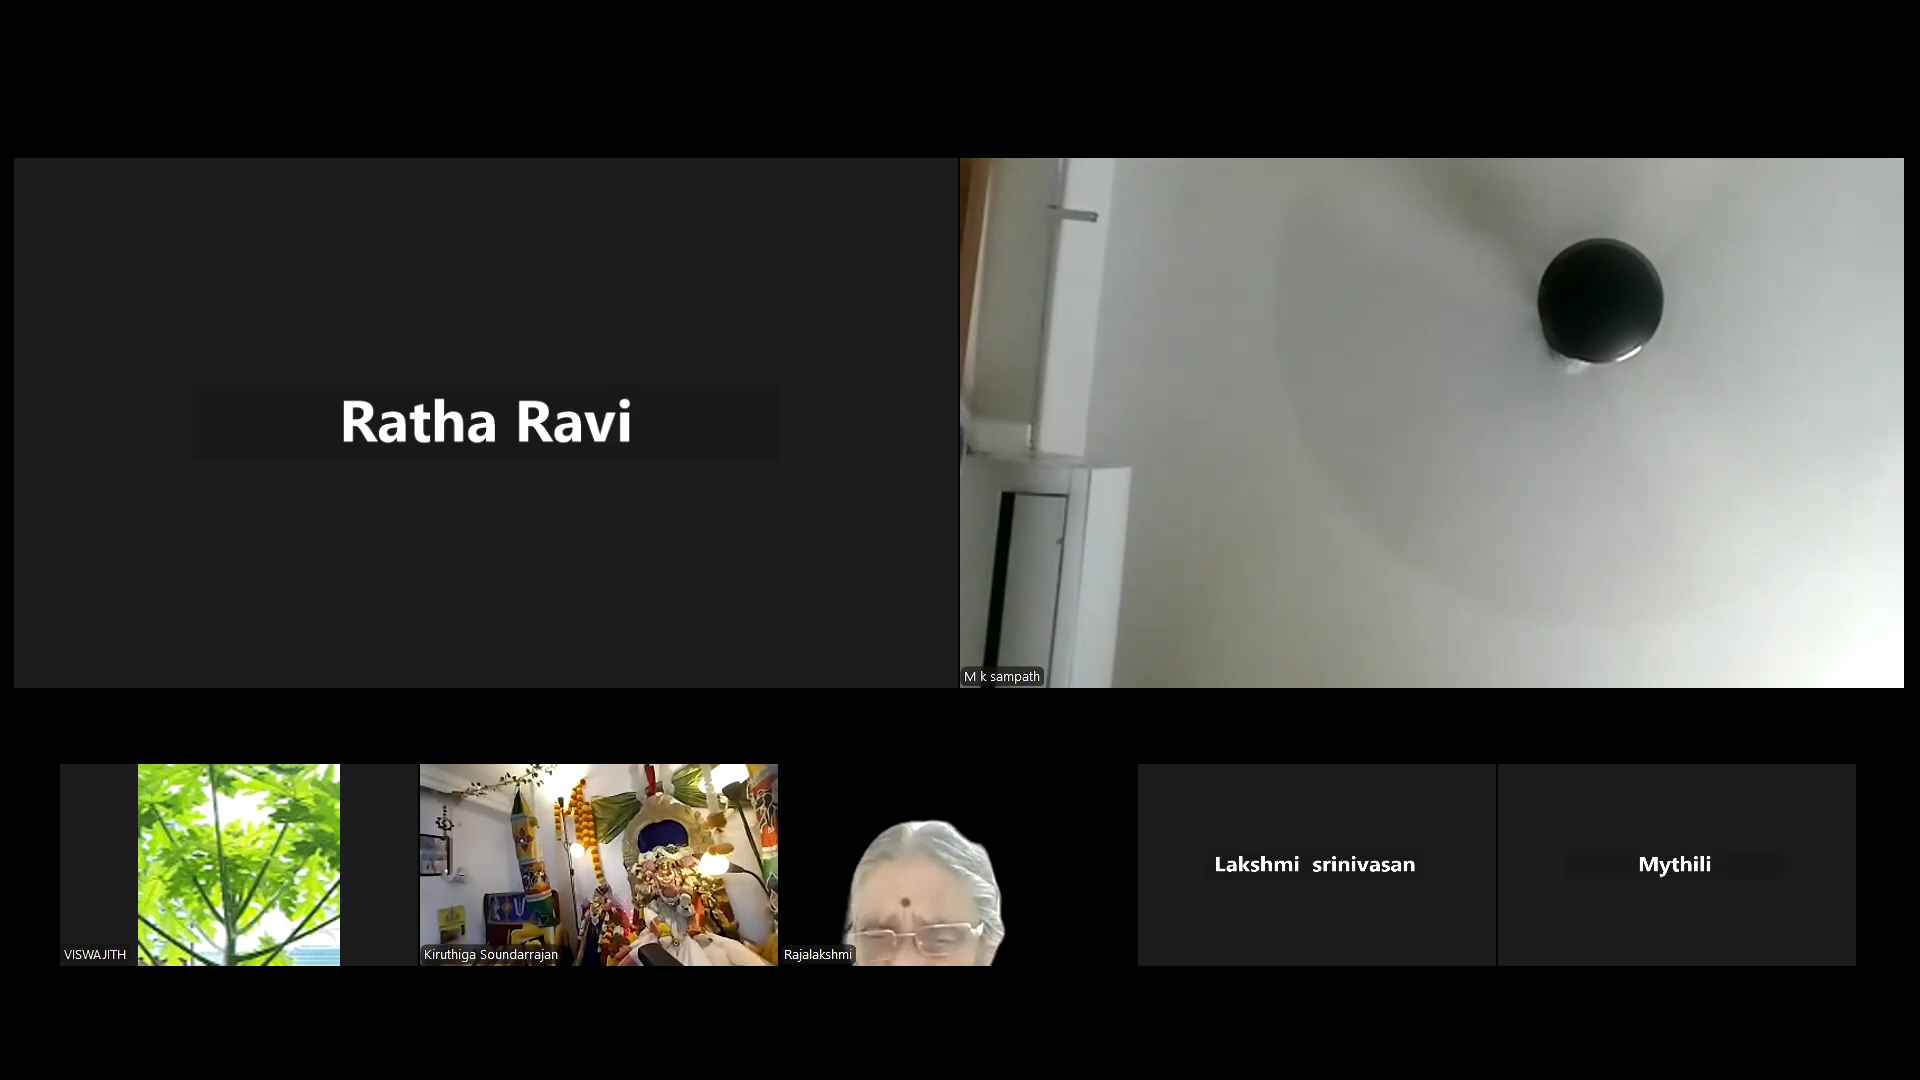 Ratha Ravi
M k sampath
VISWAJITH
Kiruthiga Soundarrajan
Rajalakshmi
Lakshmi srinivasan
Mythili